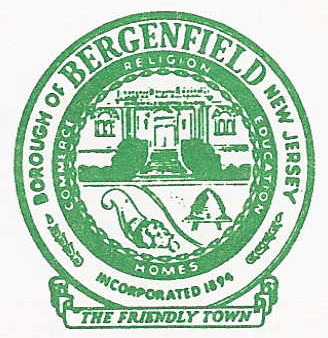 BOROUGH OF BERGENFIELD NEW JERSEY
RELIGION
COMMERCE
EDUCATION
HOMES
INCORPORATED 1894
THE FRIENDLY TOWN